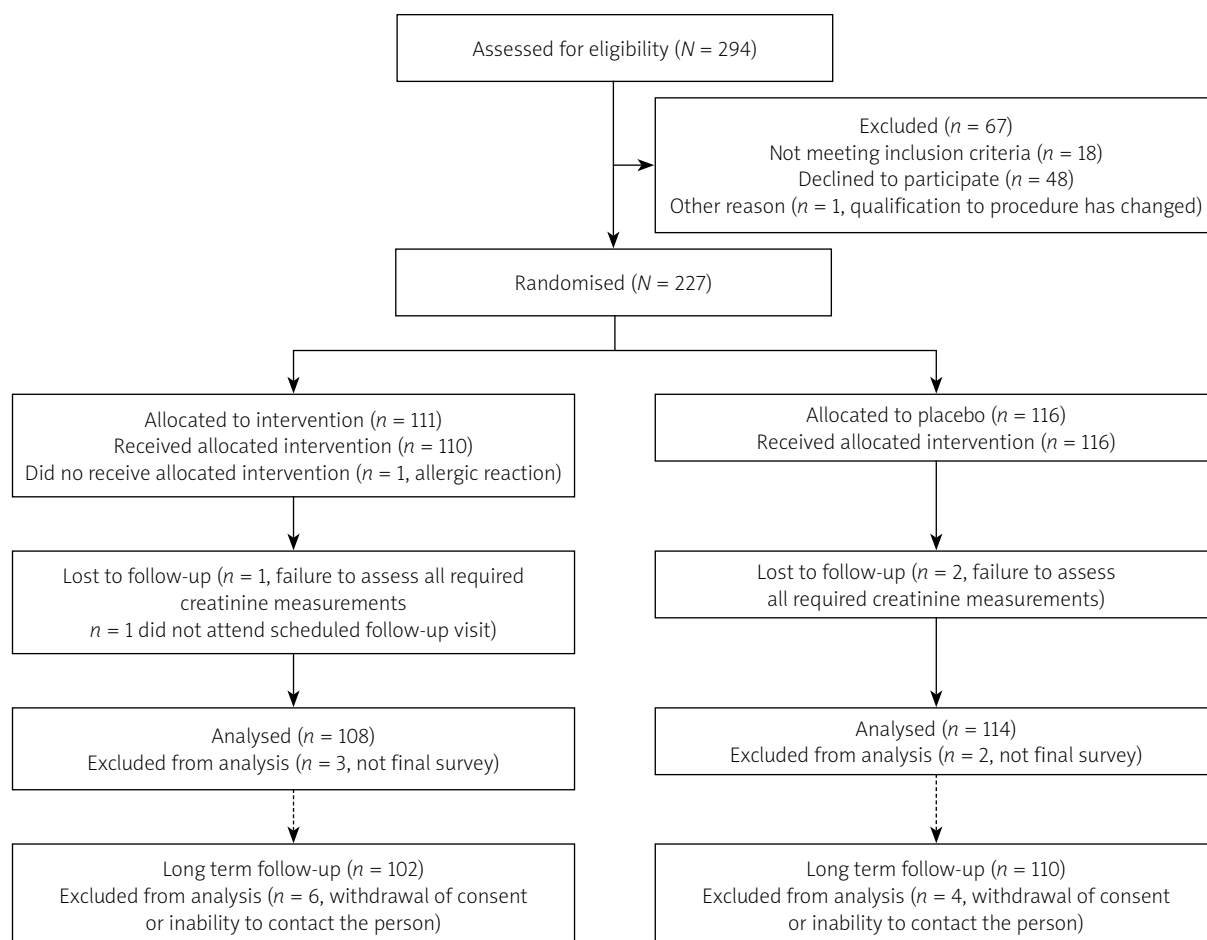 Assessed for eligibility (N = 294)
Excluded (n = 67)
Not meeting inclusion criteria (n = 18)
Declined to participate (n = 48)
Other reason (n = 1, qualification to procedure has changed)
Randomised (N = 227)
Allocated to intervention (n = 111)
Received allocated intervention (n = 110)
Did no receive allocated intervention (n = 1, allergic reaction)
Allocated to placebo (n = 116)
Received allocated intervention (n = 116)
Lost to follow-up (n = 1, failure to assess all required
creatinine measurements
n = 1 did not attend scheduled follow-up visit)
Lost to follow-up (n = 2, failure to assess
all required creatinine measurements)
Analysed (n = 108)
Excluded from analysis (n = 3, not final survey)
Analysed (n = 114)
Excluded from analysis (n = 2, not final survey)
Long term follow-up (n = 102)
Excluded from analysis (n = 6, withdrawal of consent
or inability to contact the person)
Long term follow-up (n = 110)
Excluded from analysis (n = 4, withdrawal of consent
or inability to contact the person)